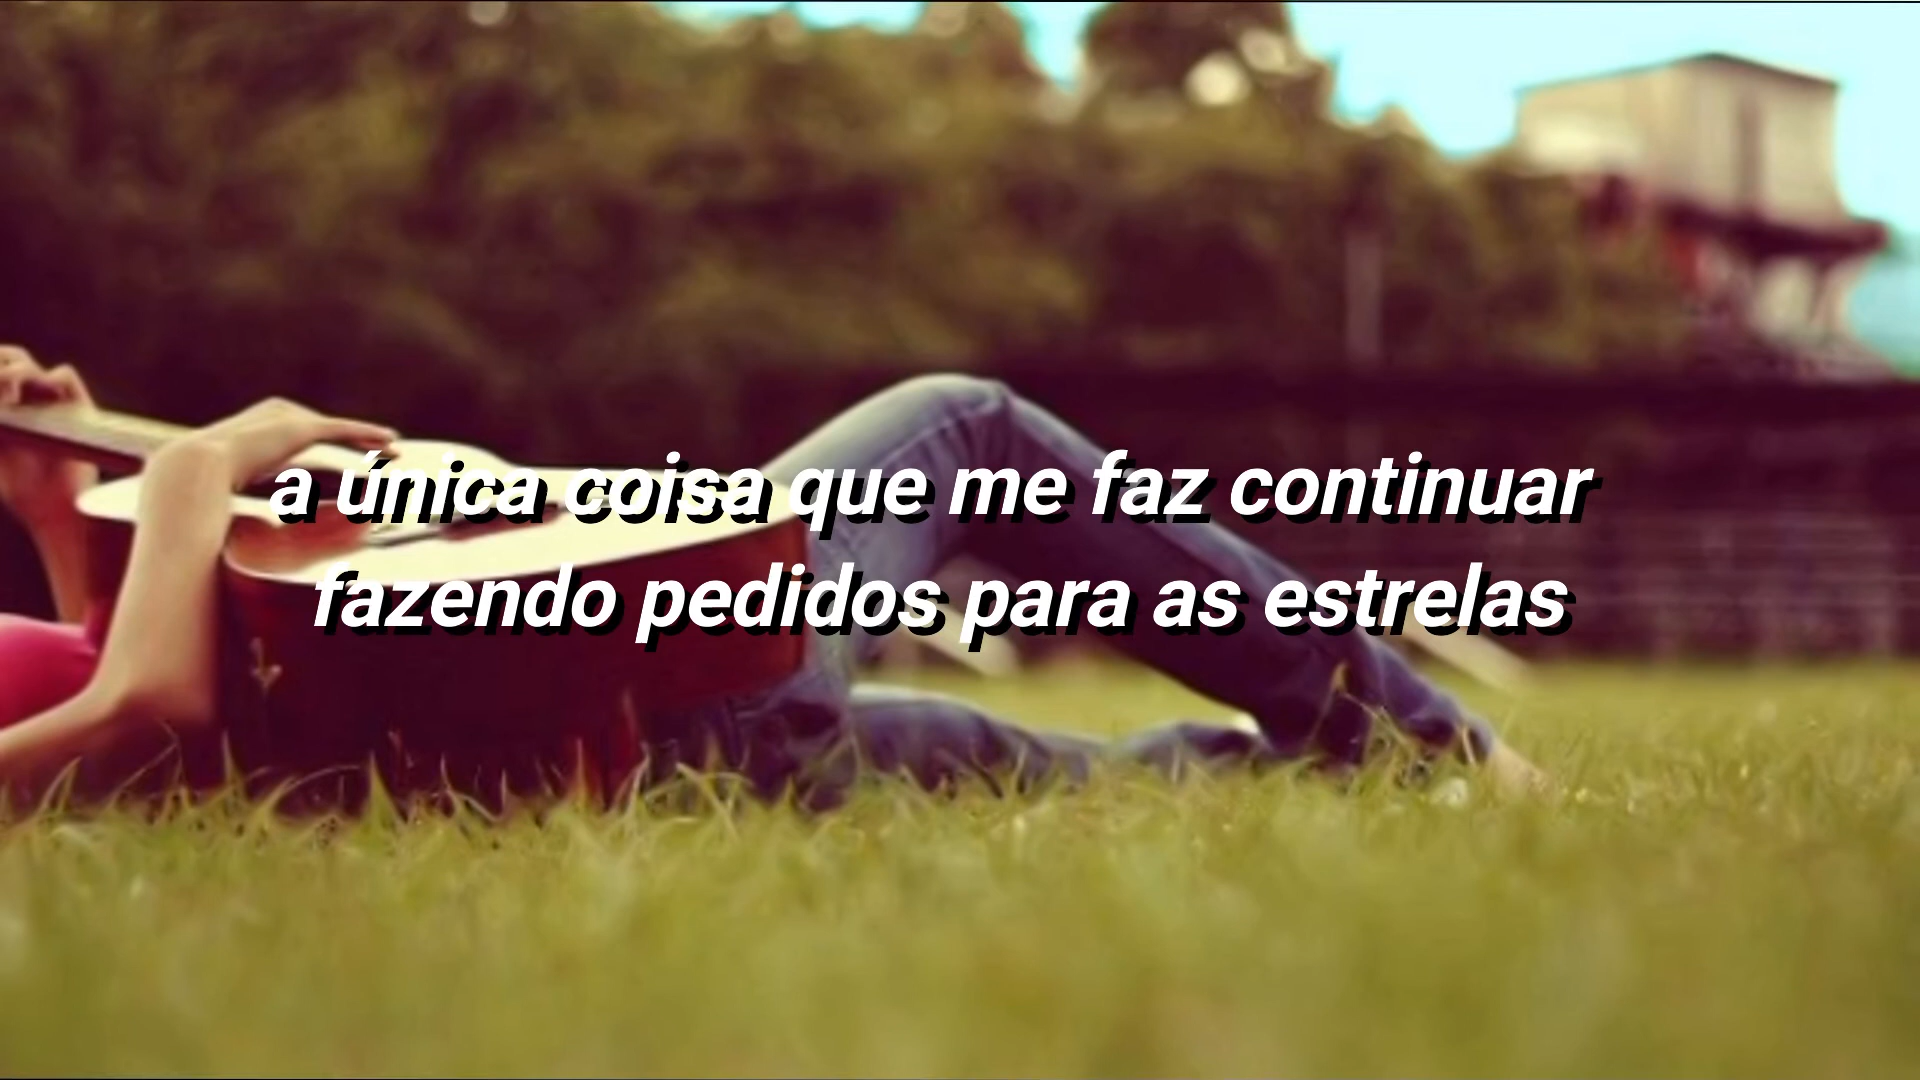 a única coisa que me faz continuar
fazendo pedidos para as estrelas